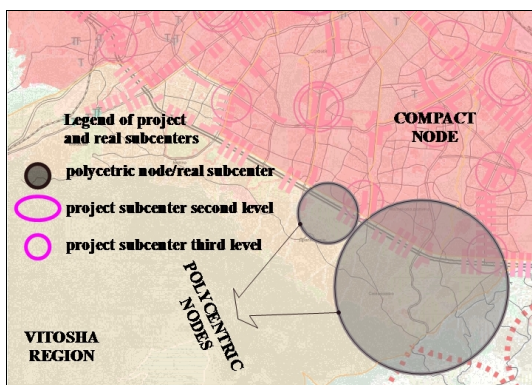 Legend of project
and real subcenters
polycetric node/real subcenter
project subcenter second level
project subcenter third level
COMPACT
NODE
POLYCENTRIC
NODES
VITOSHA
REGION